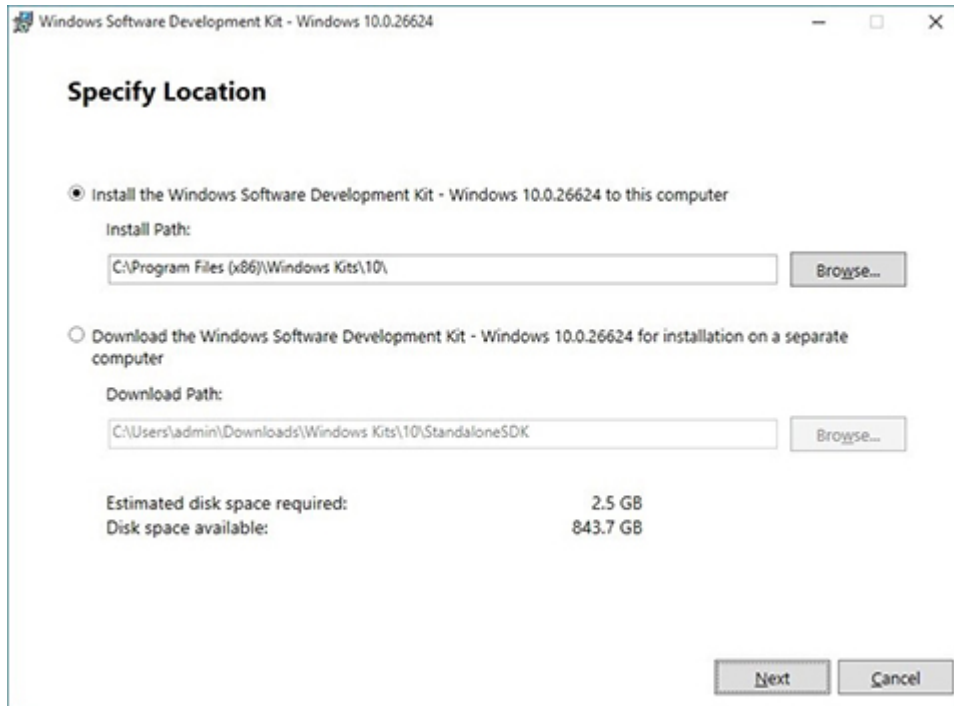 Windows Software Development Kit - Windows 10.0.26624
Specify Location
Install the Windows Software Development Kit - Windows 10.0.26624 to this computer
Install Path:
C:\Program Files (x86)\Windows Kits\10\
Browse...
Download the Windows Software Development Kit - Windows 10.0.26624 for installation on a separate
computer
Download Path:
C:\Users\admin\Downloads\Windows Kits\10\StandaloneSDK
Browse...
Estimated disk space required: 2.5 GB
Disk space available: 843.7 GB
Next Cancel